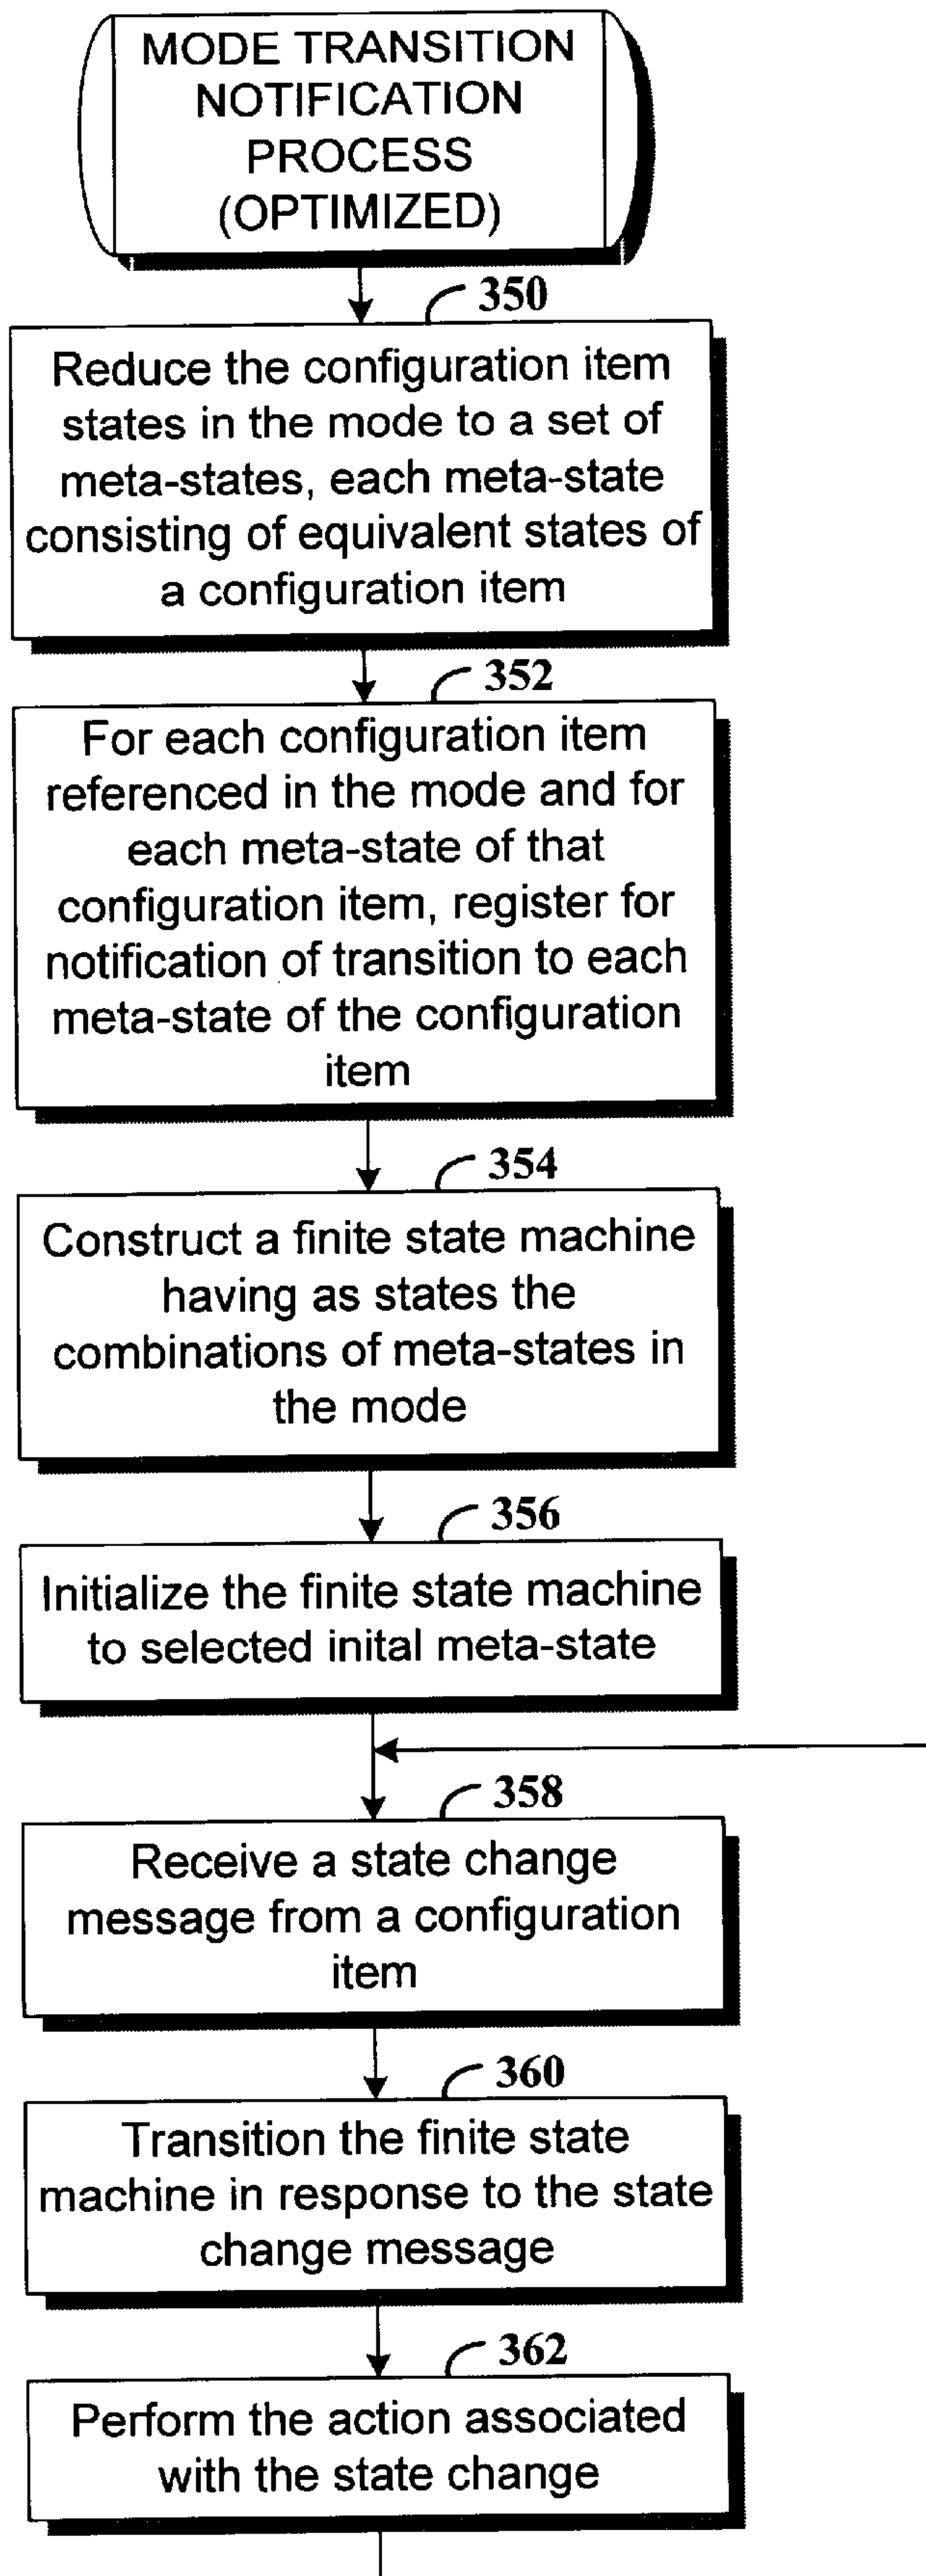 MODE TRANSITION
NOTIFICATION
PROCESS
(OPTIMIZED)
350
Reduce the configuration item
states in the mode to a set of
meta-states, each meta-state
consisting of equivalent states of
a configuration item
352
For each configuration item
referenced in the mode and for
each meta-state of that
configuration item, register for
notification of transition to each
meta-state of the configuration
item
354
Construct a finite state machine
having as states the
combinations of meta-states in
the mode
356
Initialize the finite state machine
to selected inital meta-state
358
Receive a state change
message from a configuration
item
360
Transition the finite state
machine in response to the state
change message
362
Perform the action associated
with the state change